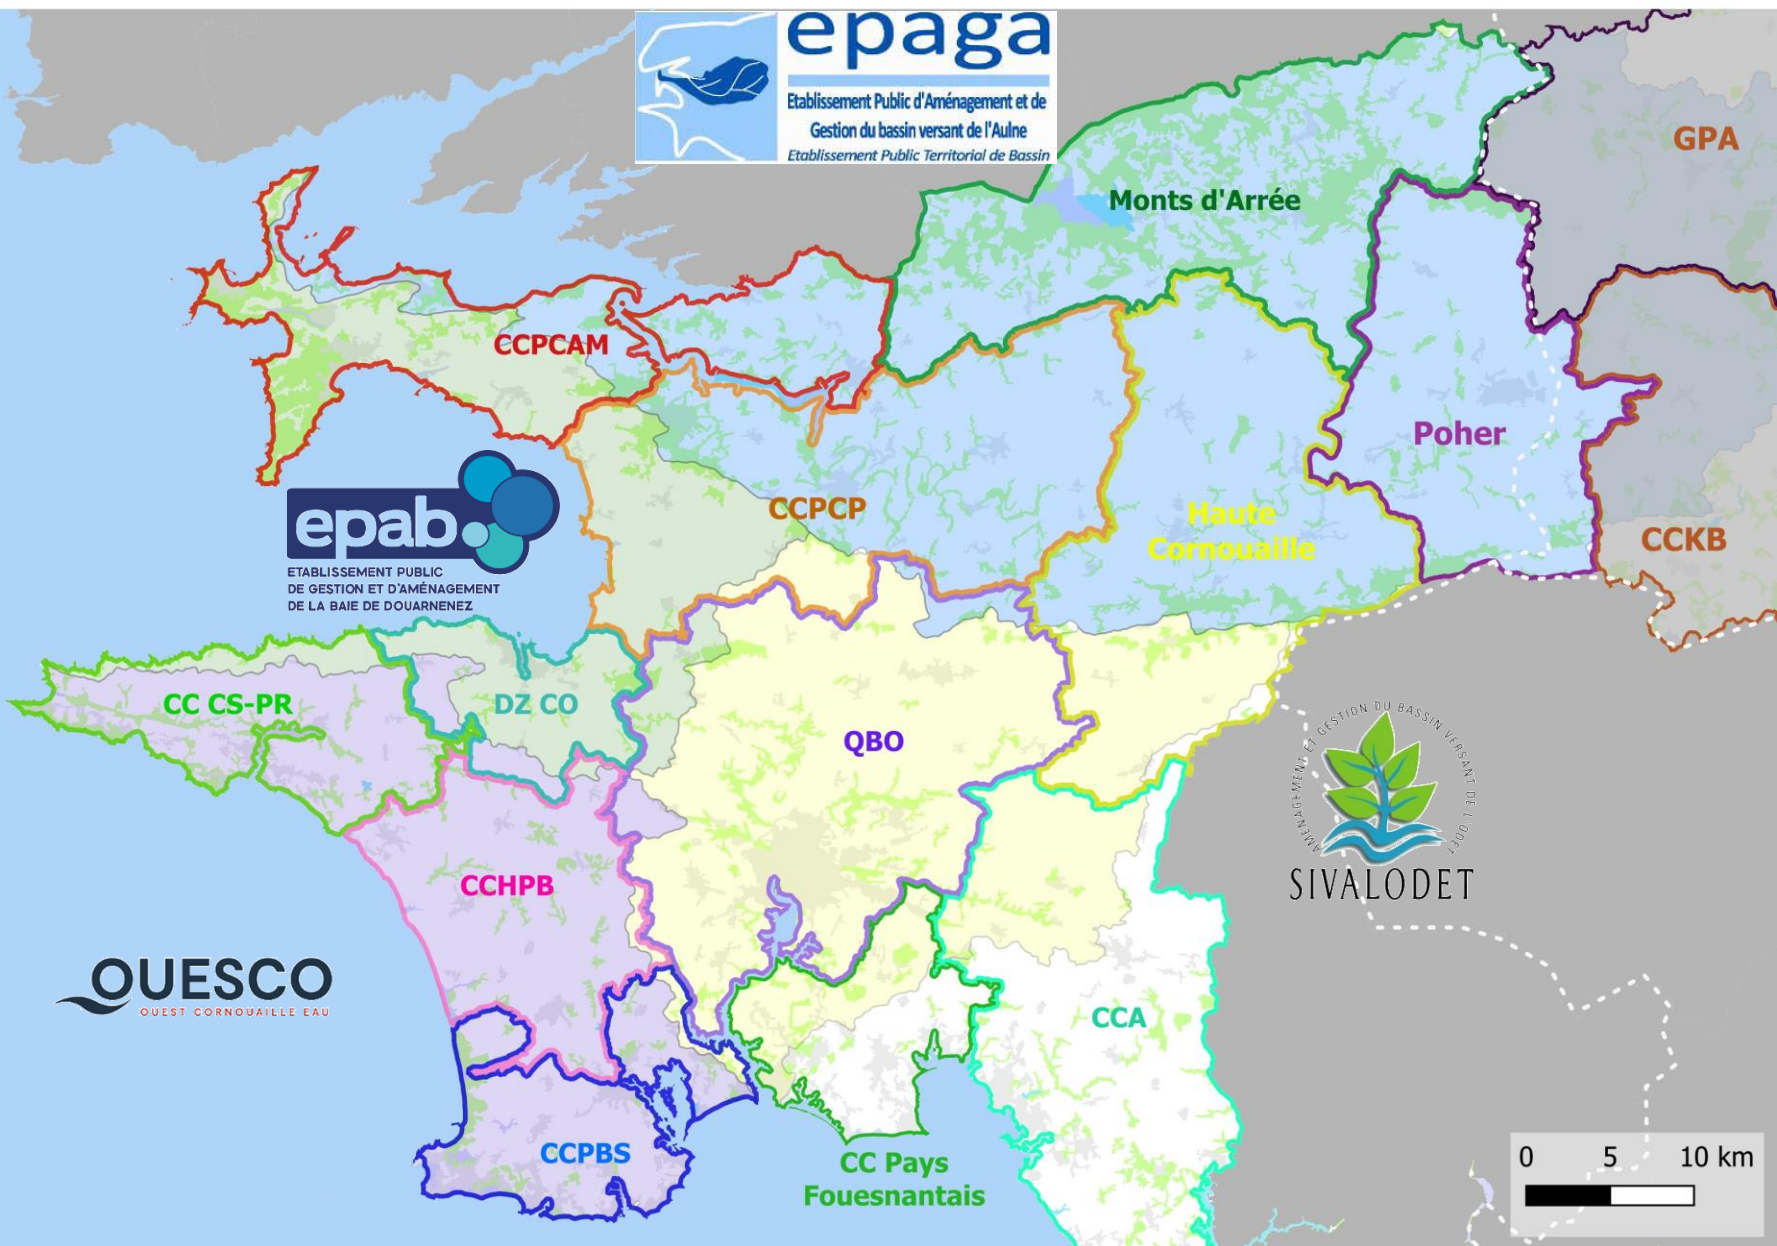 epaga
Etablissement Public d'Aménagement et de
Gestion du bassin versant de l'Aulne
Etablissement Public Territorial de Bassin
GPA
Monts d'Arrée
CCPCAM
Poher
CCPCP
Haute
Cornouaille
CCKB
epab
ETABLISSEMENT PUBLIC
DE GESTION ET D'AMÉNAGEMENT
DE LA BAIE DE DOUARNENEZ
CC CS-PR
DZ CO
QBO
AMÉNAGEMENT ET GESTION DU BASSIN VERSANT DE L'ODET
SIVALODET
CCHPB
OUESCO
OUEST CORNOUAILLE EAU
CCA
CCPBS
CC Pays
Fouesnantais
0 5 10 km